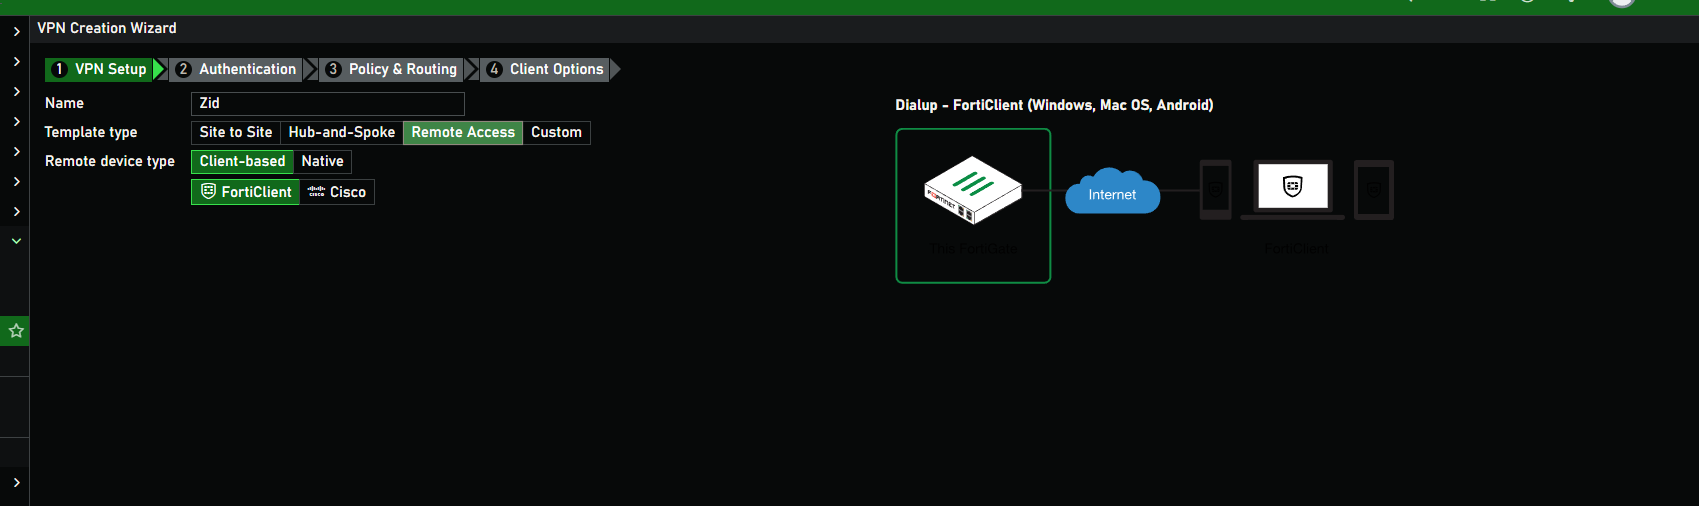 VPN Creation Wizard
1 VPN Setup 2 Authentication 3 Policy & Routing 4 Client Options
Name Zid
Template type Site to Site Hub-and-Spoke Remote Access Custom
Remote device type Client-based Native
FortiClient CISCO Cisco
Dialup - FortiClient (Windows, Mac OS, Android)
FORTINET
Internet
This FortiGate
FortiClient